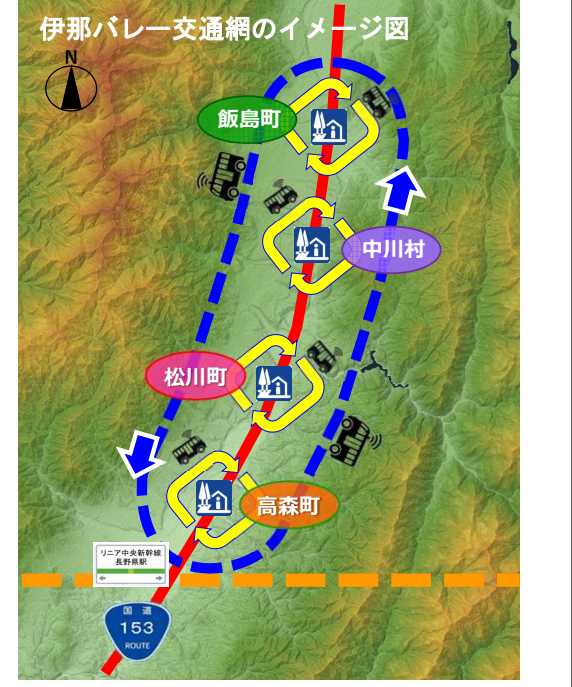 伊那バレー交通網のイメージ図
N
飯島町
中川村
松川町
高森町
リニア中央新幹線
長野県駅
国道
153
ROUTE